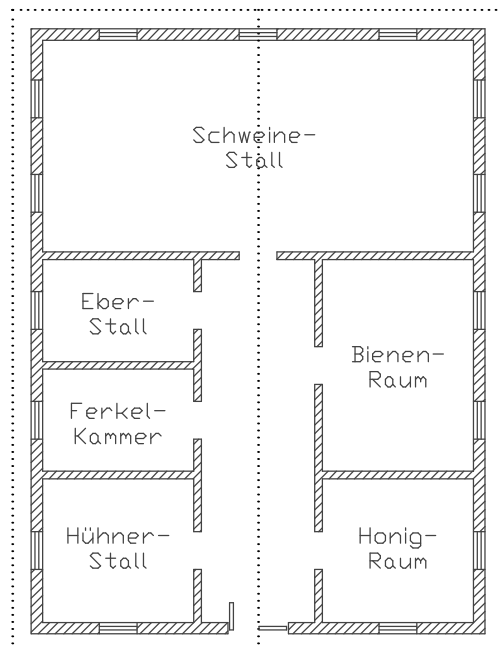 Schweine-
Stall
Eber-
Stall
Bienen-
Raum
Ferkel-
Kammer
Hühner-
Stall
Honig-
Raum